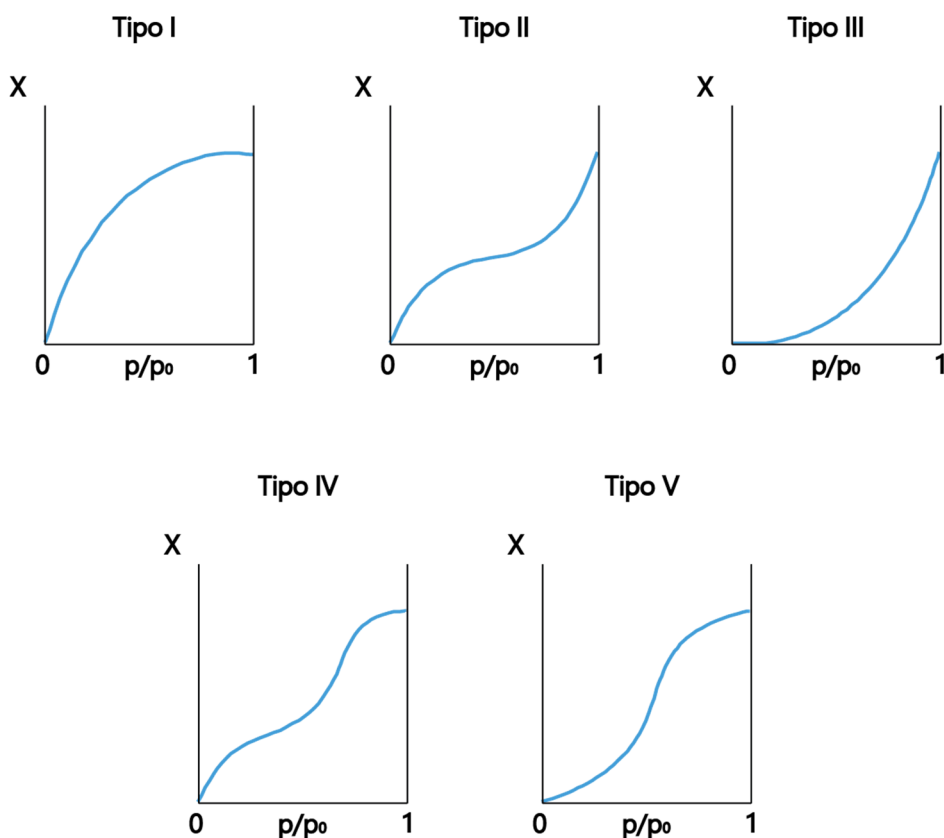 Tipo I
Tipo II
Tipo III
X
X
X
0 p/p₀ 1
0 p/p₀ 1
0 p/p₀ 1
Tipo IV
Tipo V
X
X
0 p/p₀ 1
0 p/p₀ 1